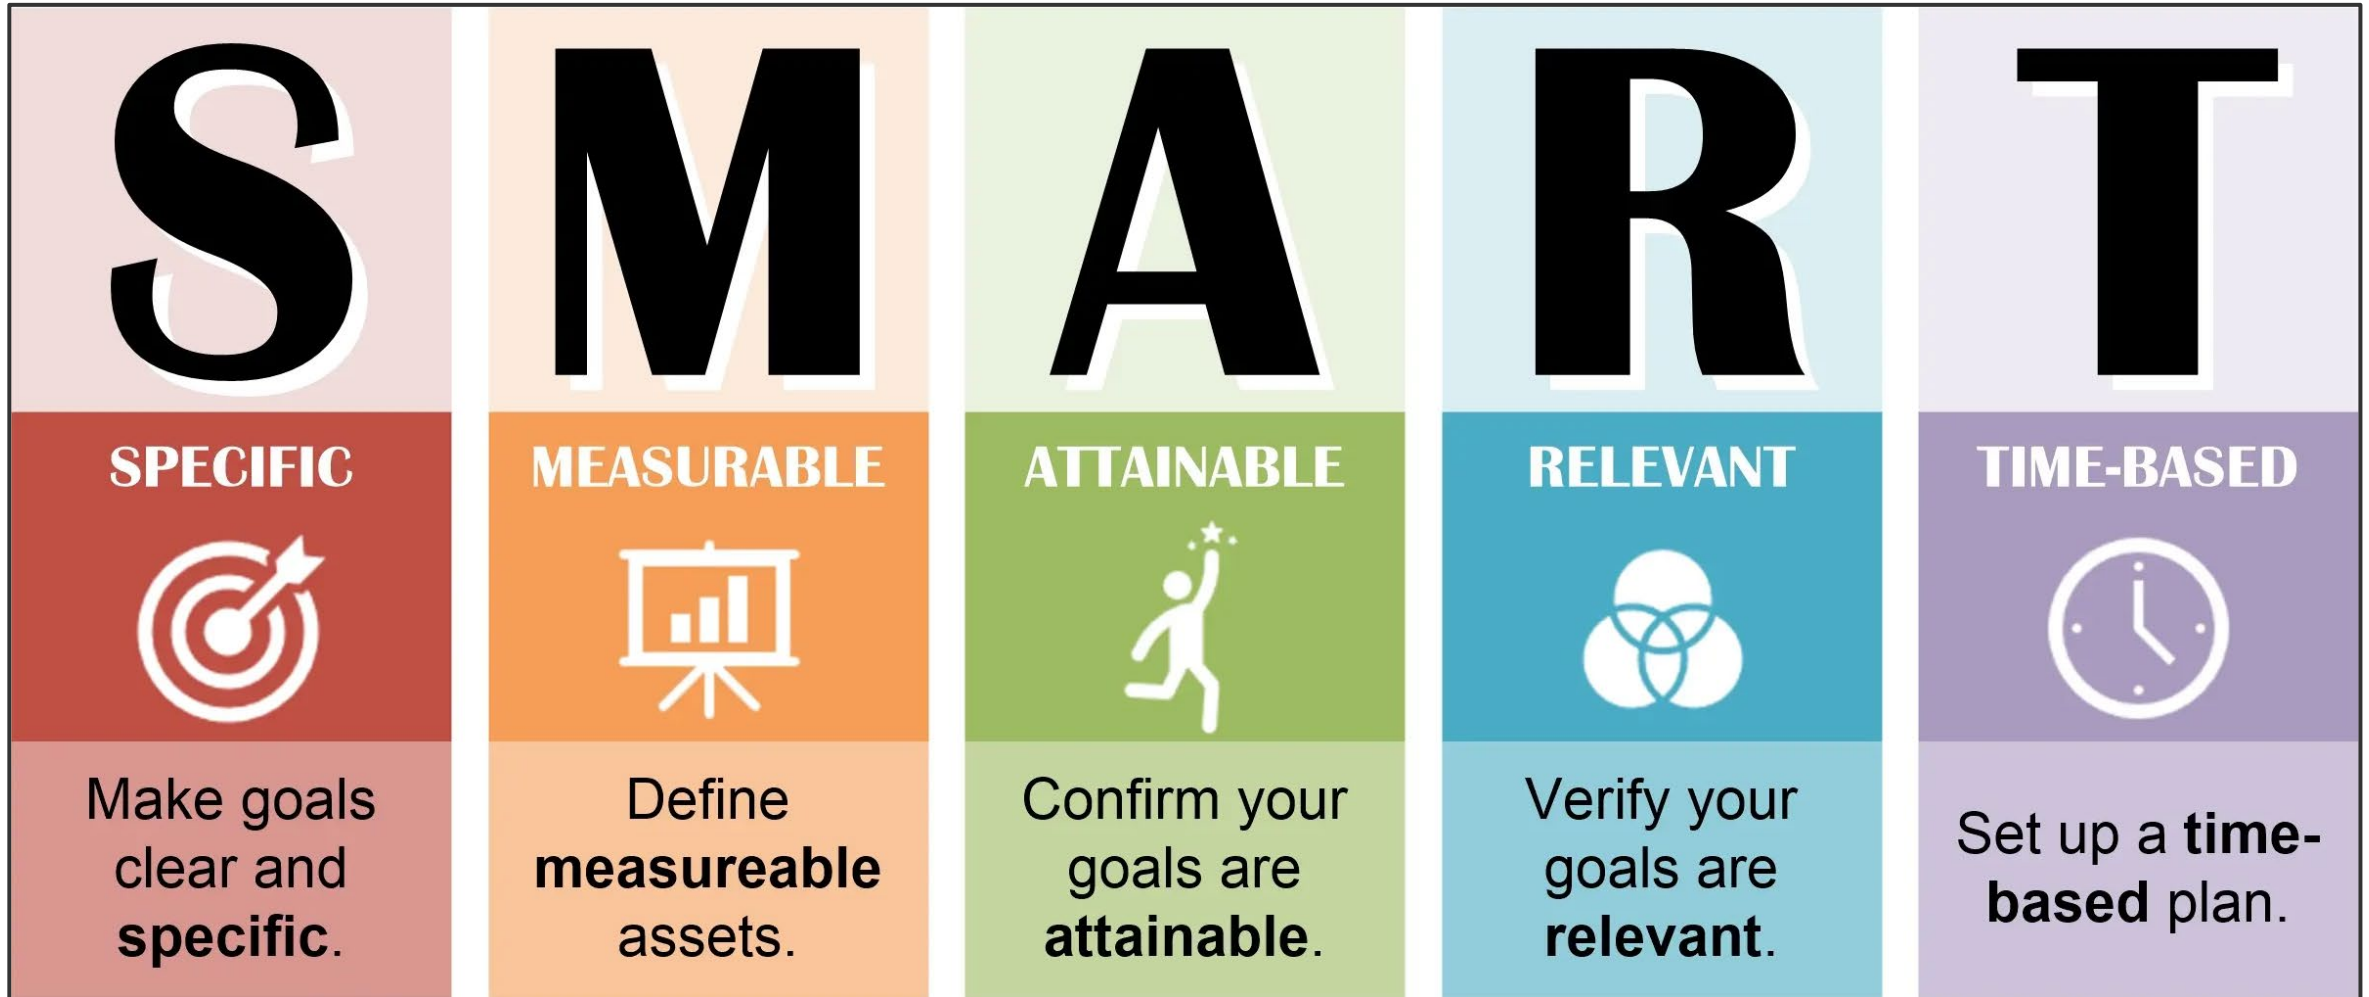 S
SPECIFIC
Make goals
clear and
specific.
M
MEASURABLE
Define
measureable
assets.
A
ATTAINABLE
Confirm your
goals are
attainable.
R
RELEVANT
Verify your
goals are
relevant.
T
TIME-BASED
Set up a time-
based plan.